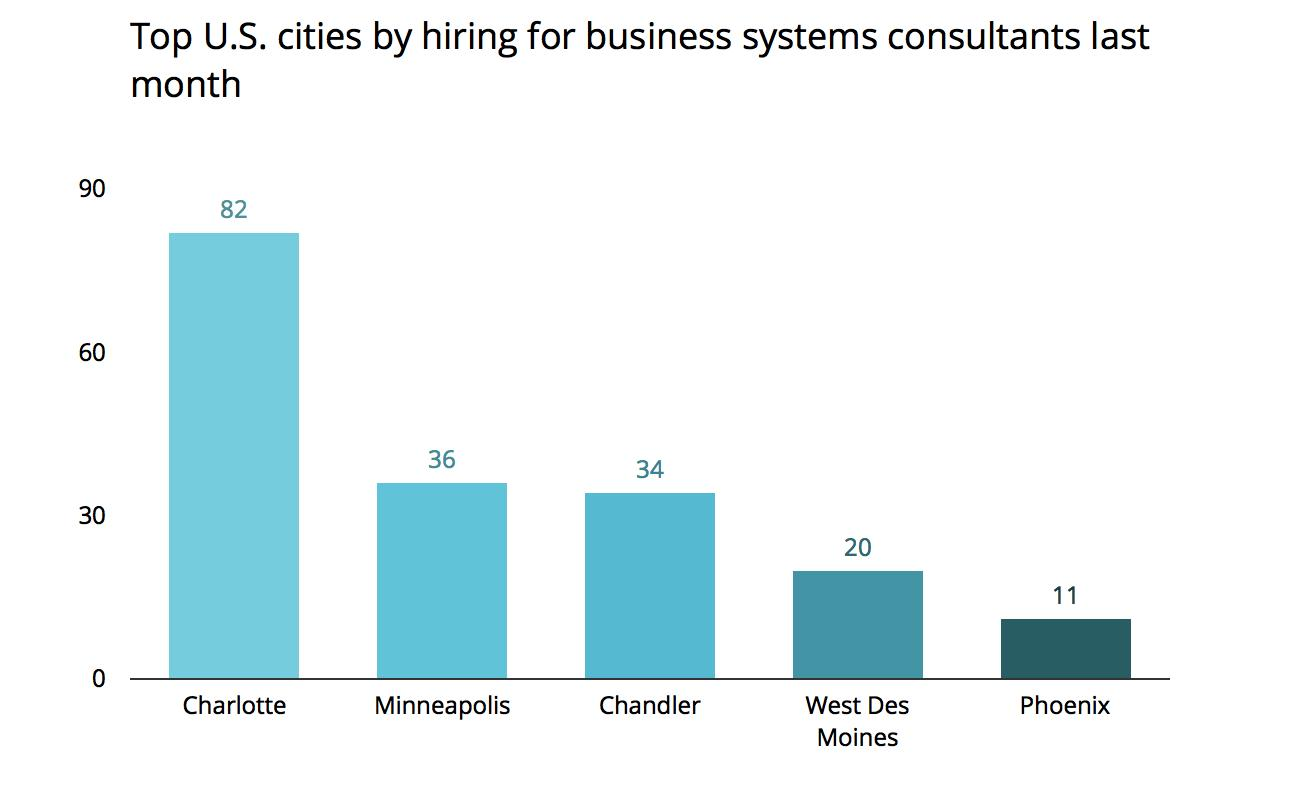 Top U.S. cities by hiring for business systems consultants last
month
90
82
60
36
34
30
20
11
0
Charlotte
Minneapolis
Chandler
West Des
Moines
Phoenix